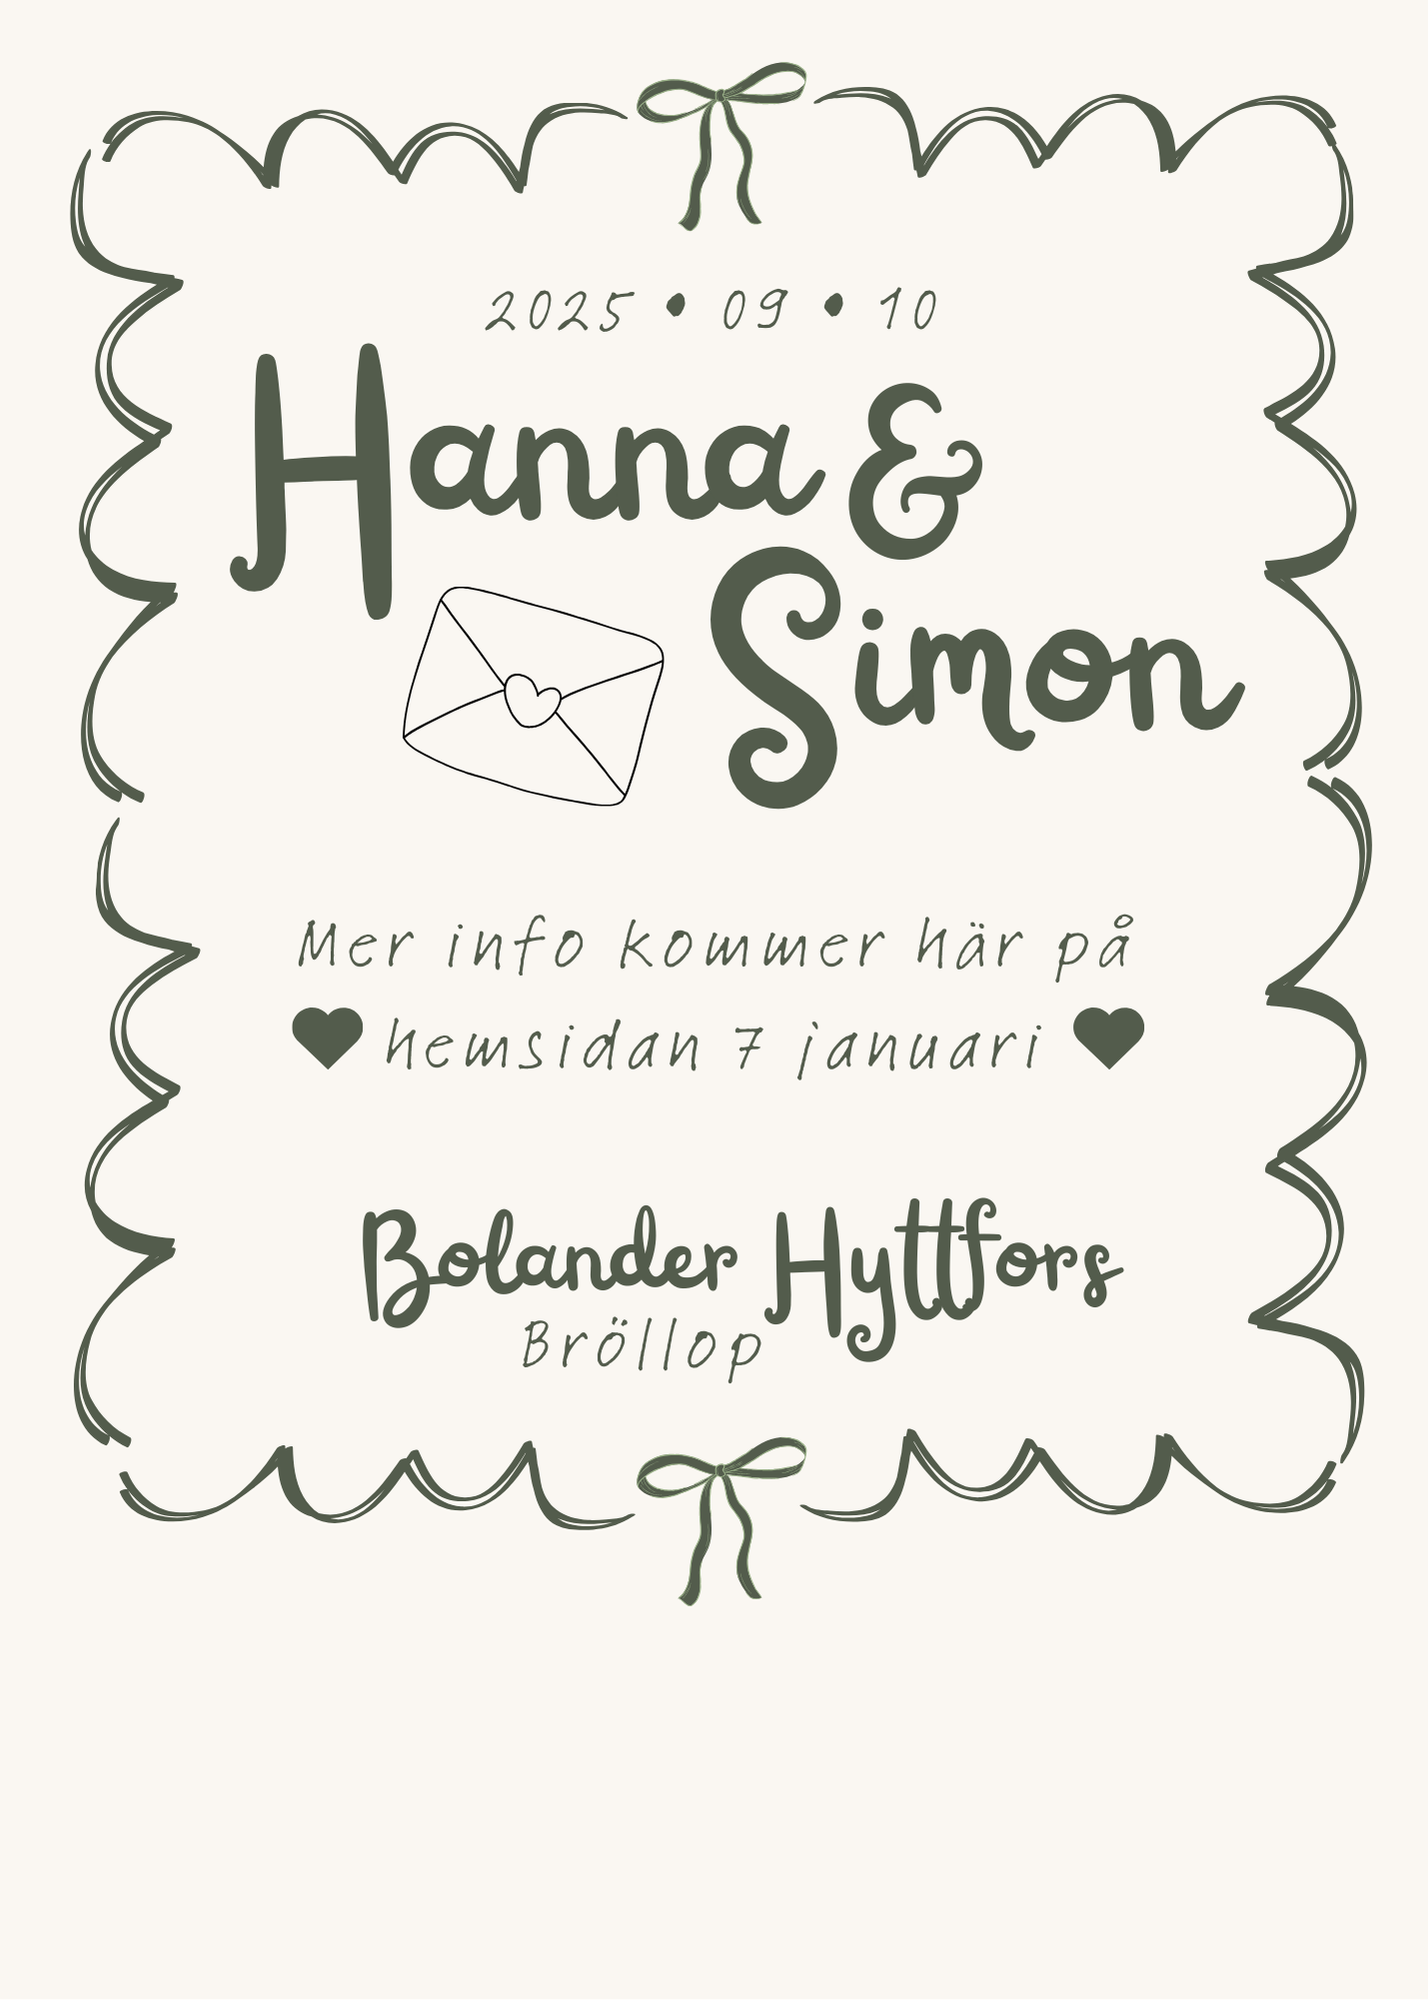 2025 • 09 • 10
Hanna &
Simon
Mer info kommer här på
♥ hemsidan 7 januari ♥
Bolander Hyttfors
Bröllop